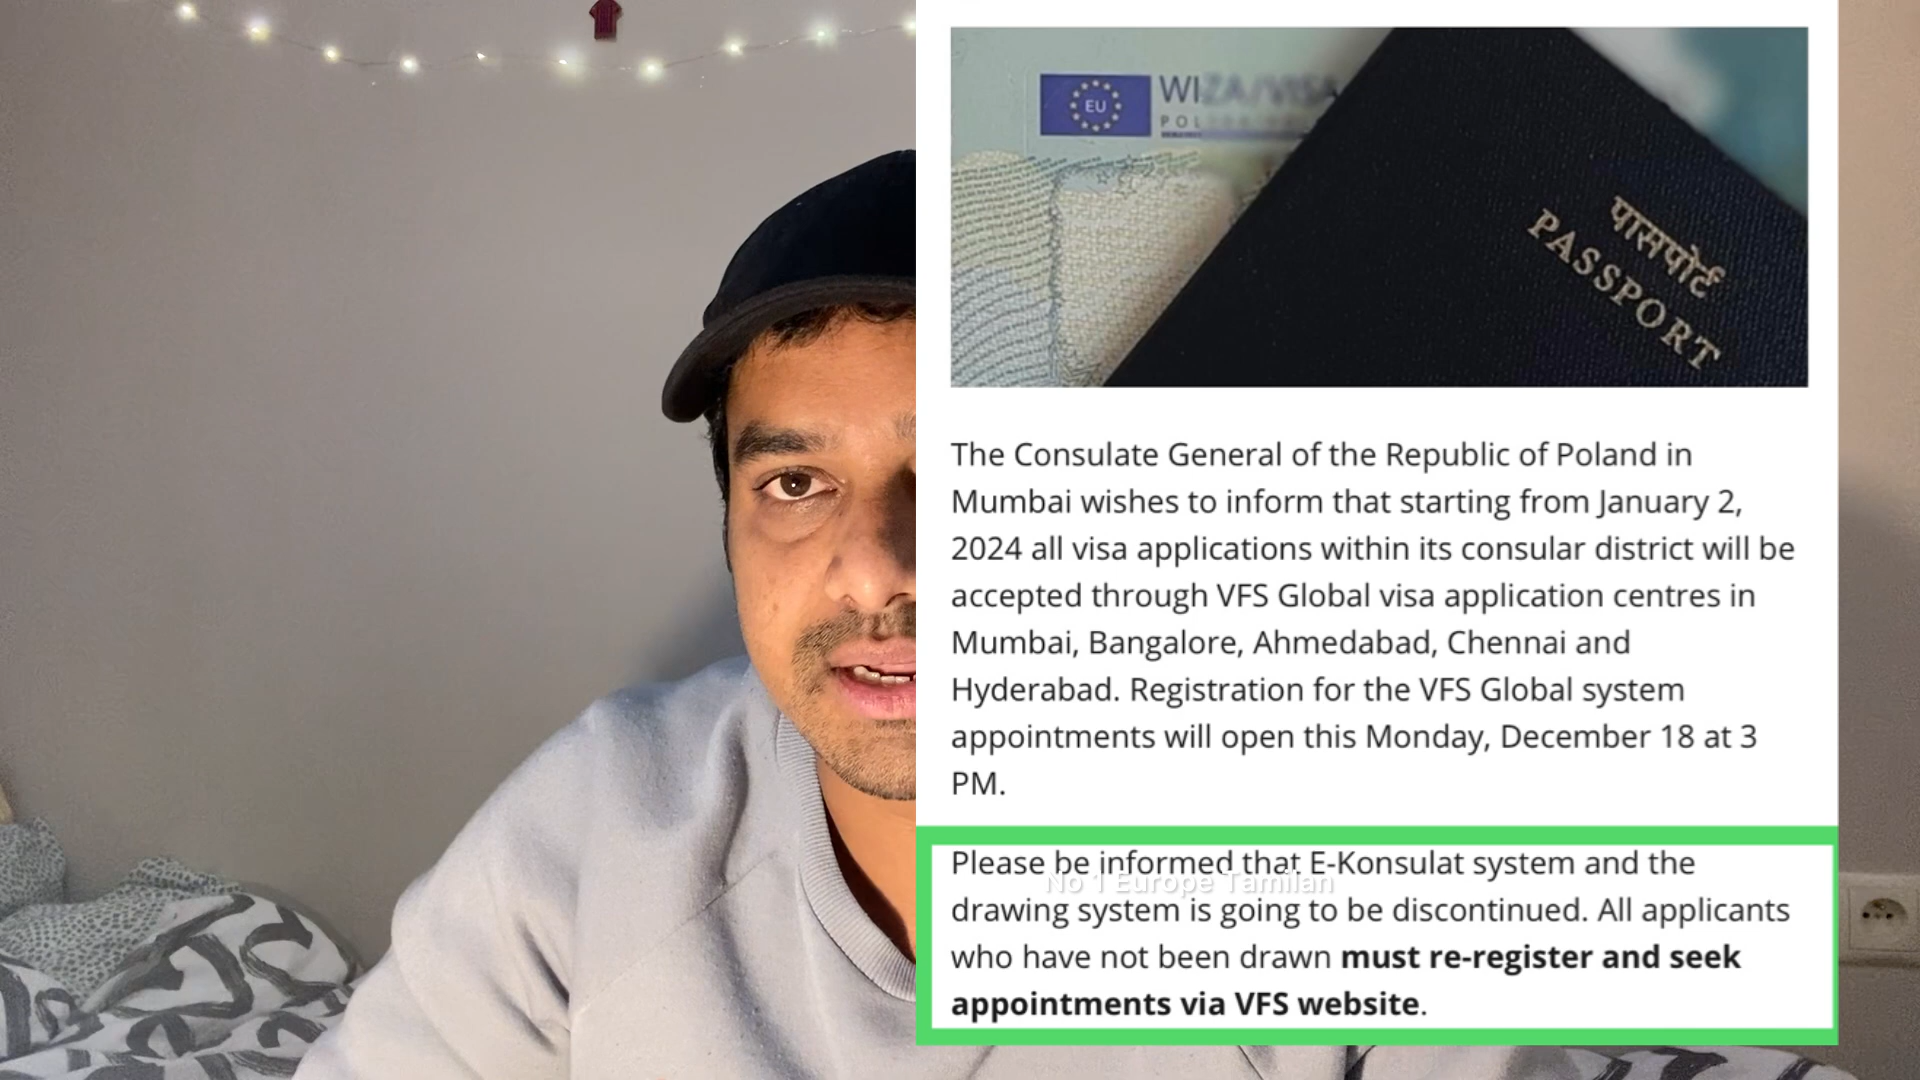 EU
WIZA/VISA
पासपोर्ट
PASSPORT
The Consulate General of the Republic of Poland in
Mumbai wishes to inform that starting from January 2,
2024 all visa applications within its consular district will be
accepted through VFS Global visa application centres in
Mumbai, Bangalore, Ahmedabad, Chennai and
Hyderabad. Registration for the VFS Global system
appointments will open this Monday, December 18 at 3
PM.
Please be informed that E-Konsulat system and the
No 1 Europe Tamilan
drawing system is going to be discontinued. All applicants
who have not been drawn must re-register and seek
appointments via VFS website.